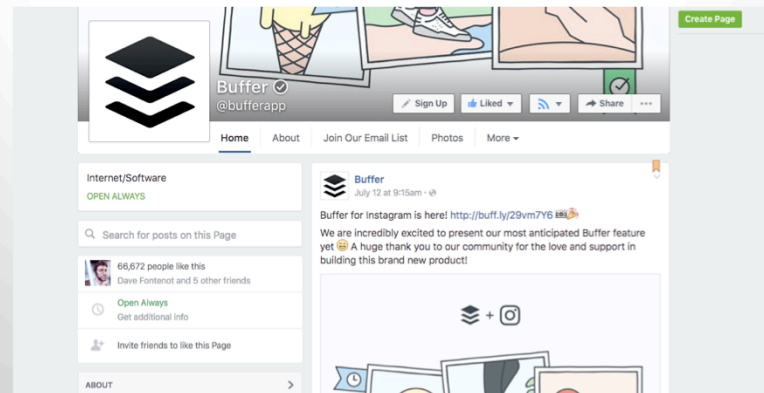 Create Page
Buffer
@bufferapp
Sign Up
Liked
Share
Home About Join Our Email List Photos More
Internet/Software
OPEN ALWAYS
Search for posts on this Page
66,672 people like this
Dave Fontenot and 5 other friends
Open Always
Get additional info
Invite friends to like this Page
ABOUT
Buffer
July 12 at 9:15am
Buffer for Instagram is here! http://buff.ly/29vm7Y6
We are incredibly excited to present our most anticipated Buffer feature
yet 😄 A huge thank you to our community for the love and support in
building this brand new product!
+